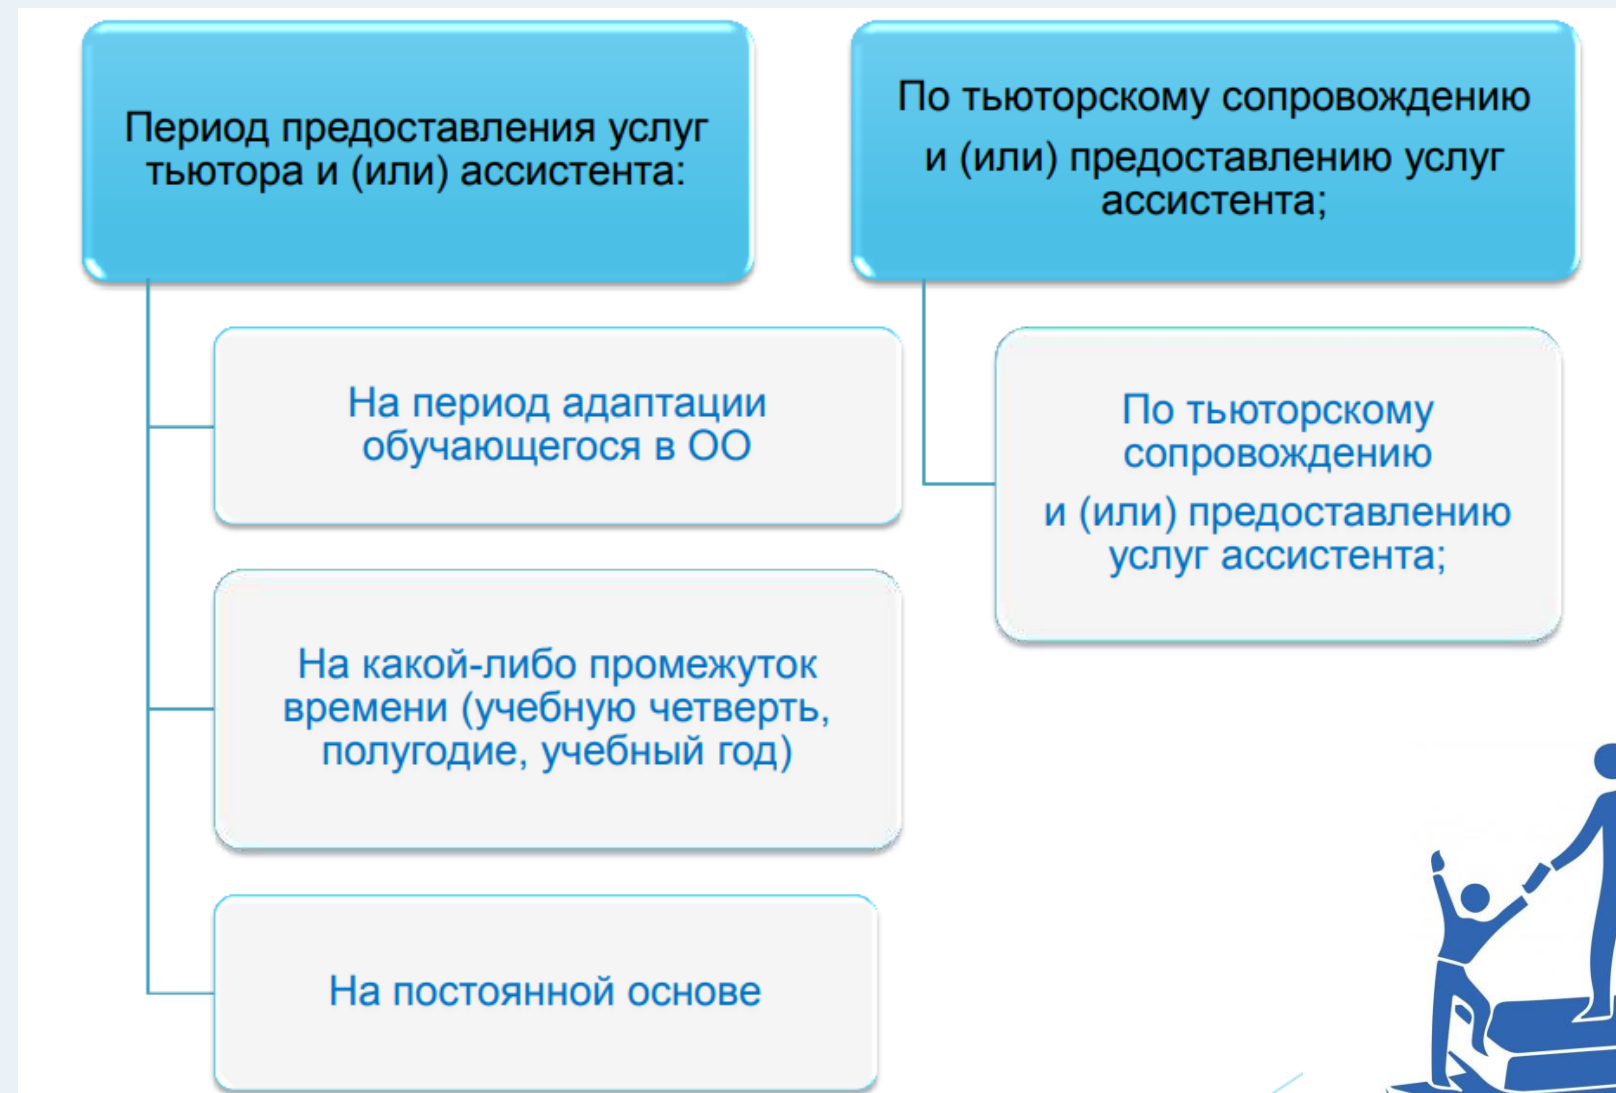 Период предоставления услуг
тьютора и (или) ассистента:
На период адаптации
обучающегося в ОО
На какой-либо промежуток
времени (учебную четверть,
полугодие, учебный год)
На постоянной основе
По тьюторскому сопровождению
и (или) предоставлению услуг
ассистента;
По тьюторскому
сопровождению
и (или) предоставлению
услуг ассистента;